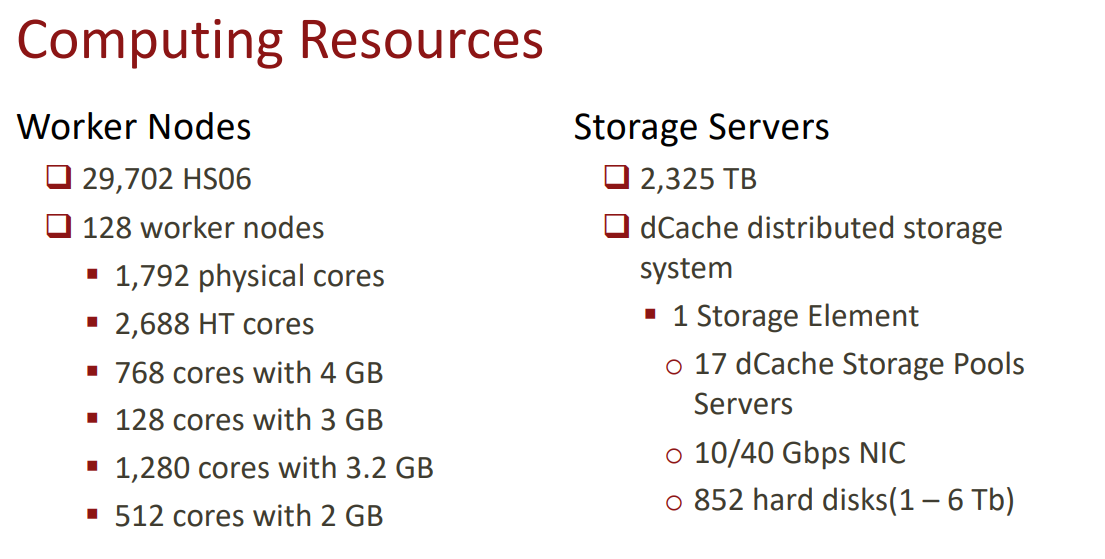 Computing Resources
Worker Nodes
29,702 HS06
128 worker nodes
1,792 physical cores
2,688 HT cores
768 cores with 4 GB
128 cores with 3 GB
1,280 cores with 3.2 GB
512 cores with 2 GB
Storage Servers
2,325 TB
dCache distributed storage
system
1 Storage Element
17 dCache Storage Pools
Servers
10/40 Gbps NIC
852 hard disks(1 – 6 Tb)